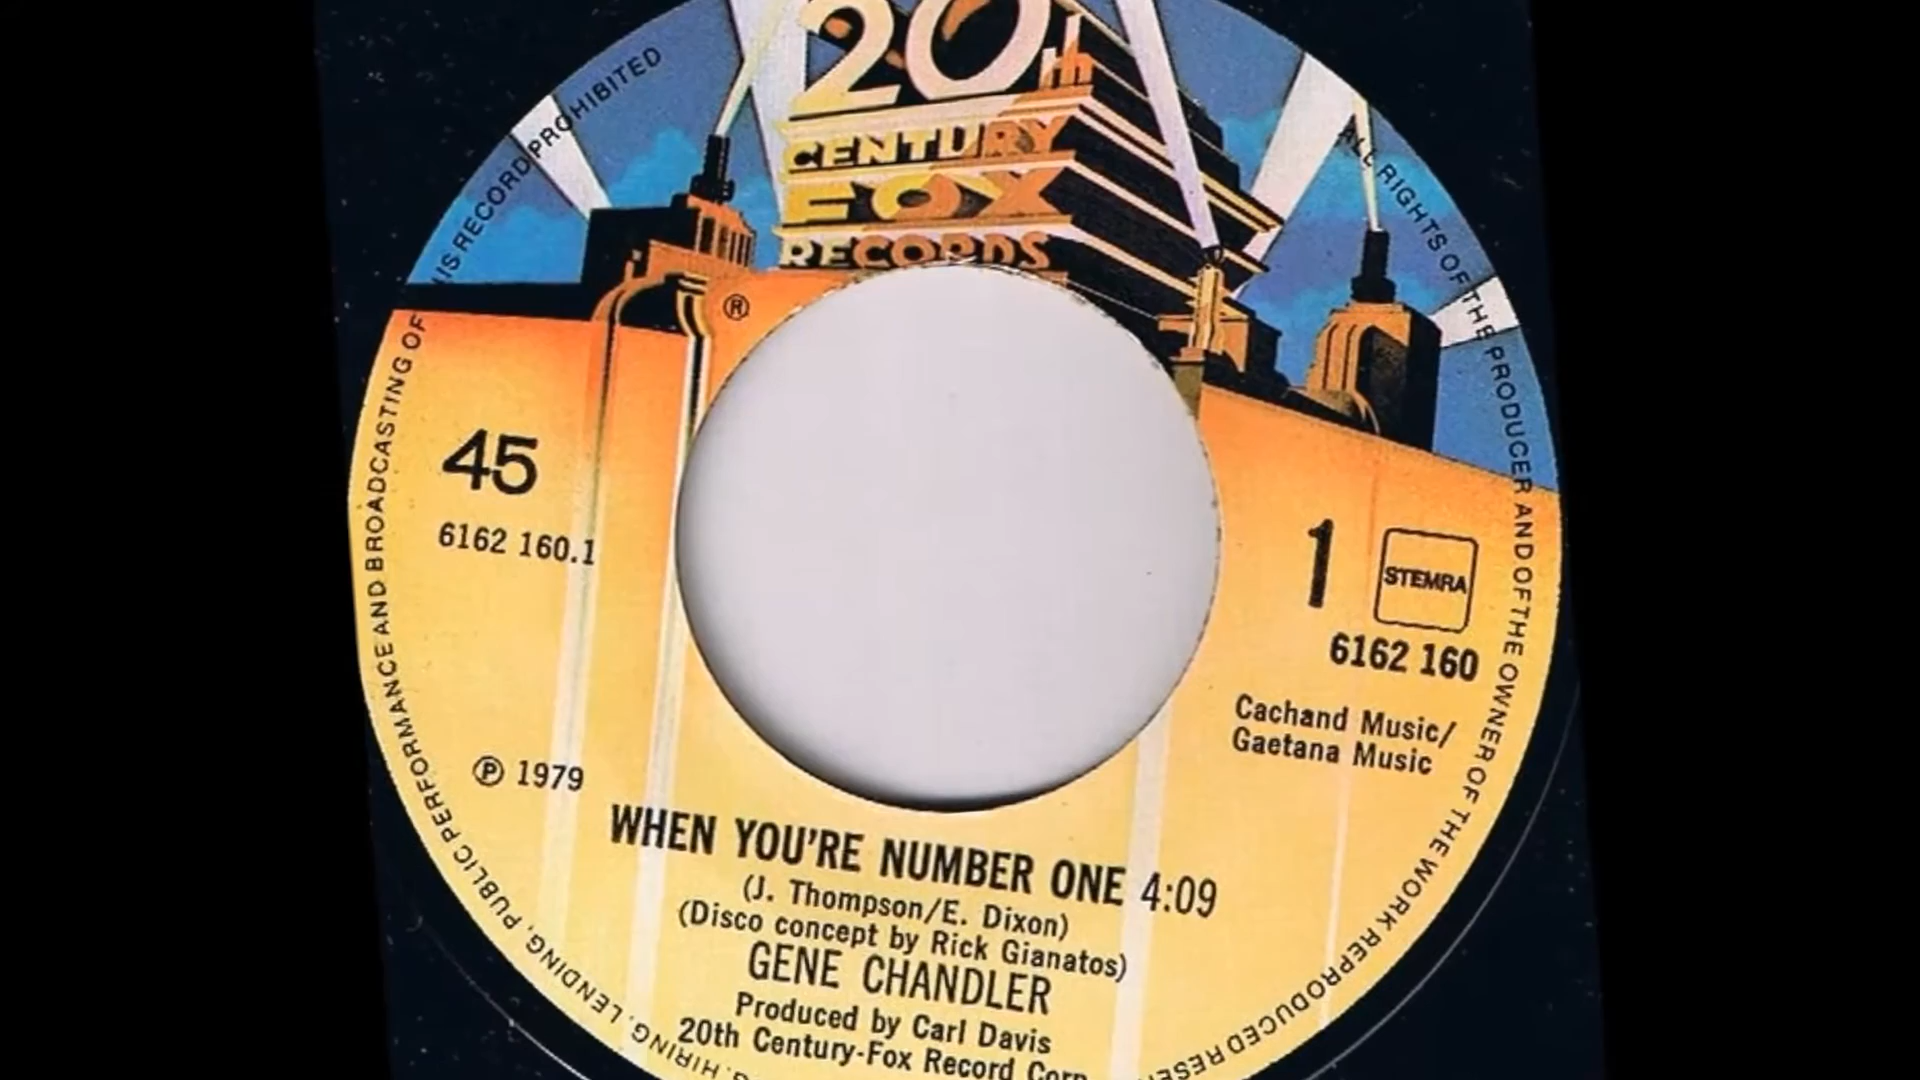 20th
CENTURY
FOX
RECORDS
®
45
6162 160.1
1
STEMRA
6162 160
Cachand Music/
Gaetana Music
℗ 1979
WHEN YOU'RE NUMBER ONE 4:09
(J. Thompson/E. Dixon)
(Disco concept by Rick Gianatos)
GENE CHANDLER
Produced by Carl Davis
20th Century-Fox Record Corp
ALL RIGHTS OF THE PRODUCER AND OF THE OWNER OF THE WORK REPRODUCED
HIRING, LENDING, PUBLIC PERFORMANCE AND BROADCASTING OF
RECORD PROHIBITED